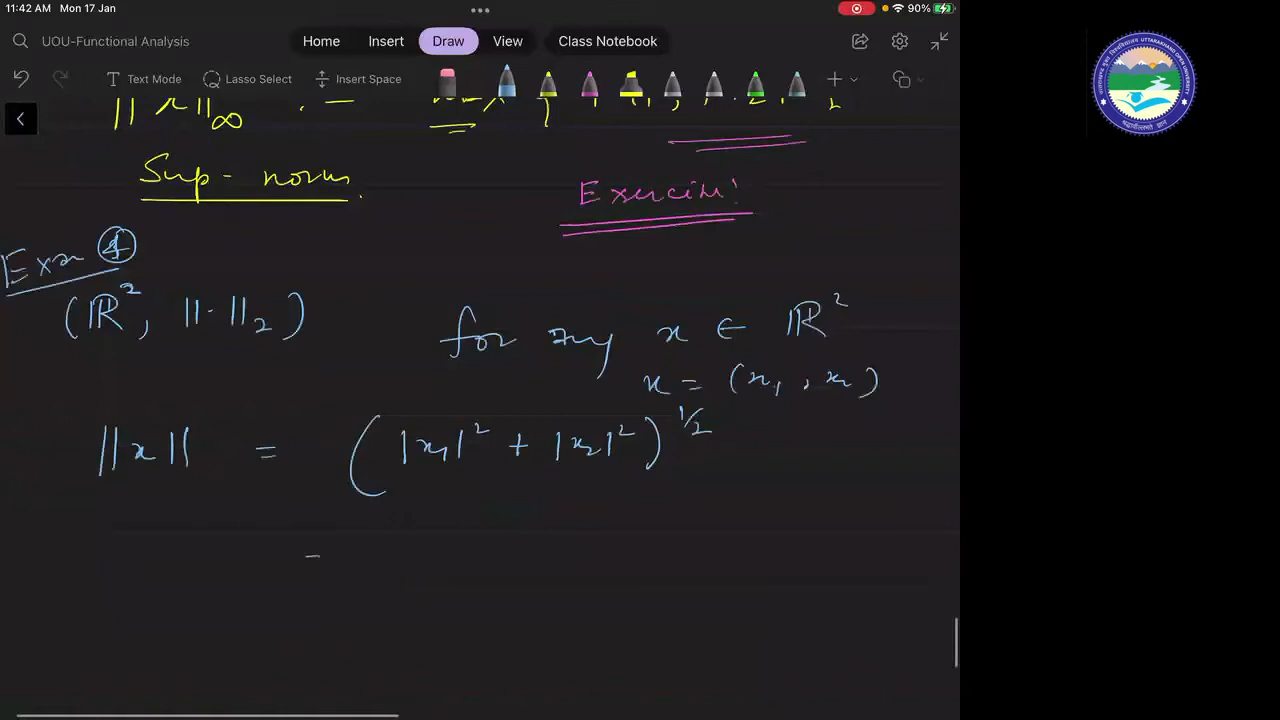 11:42 AM Mon 17 Jan
90%
UOU-Functional Analysis
Home Insert Draw View Class Notebook
Text Mode Lasso Select Insert Space
||x||∞
Sup- norm.
Exercise!
Exm ④
(ℝ², ||·||₂) for any x ∈ ℝ²
x = (x₁, x₂)
||x|| = (|x₁|² + |x₂|²)^1/2